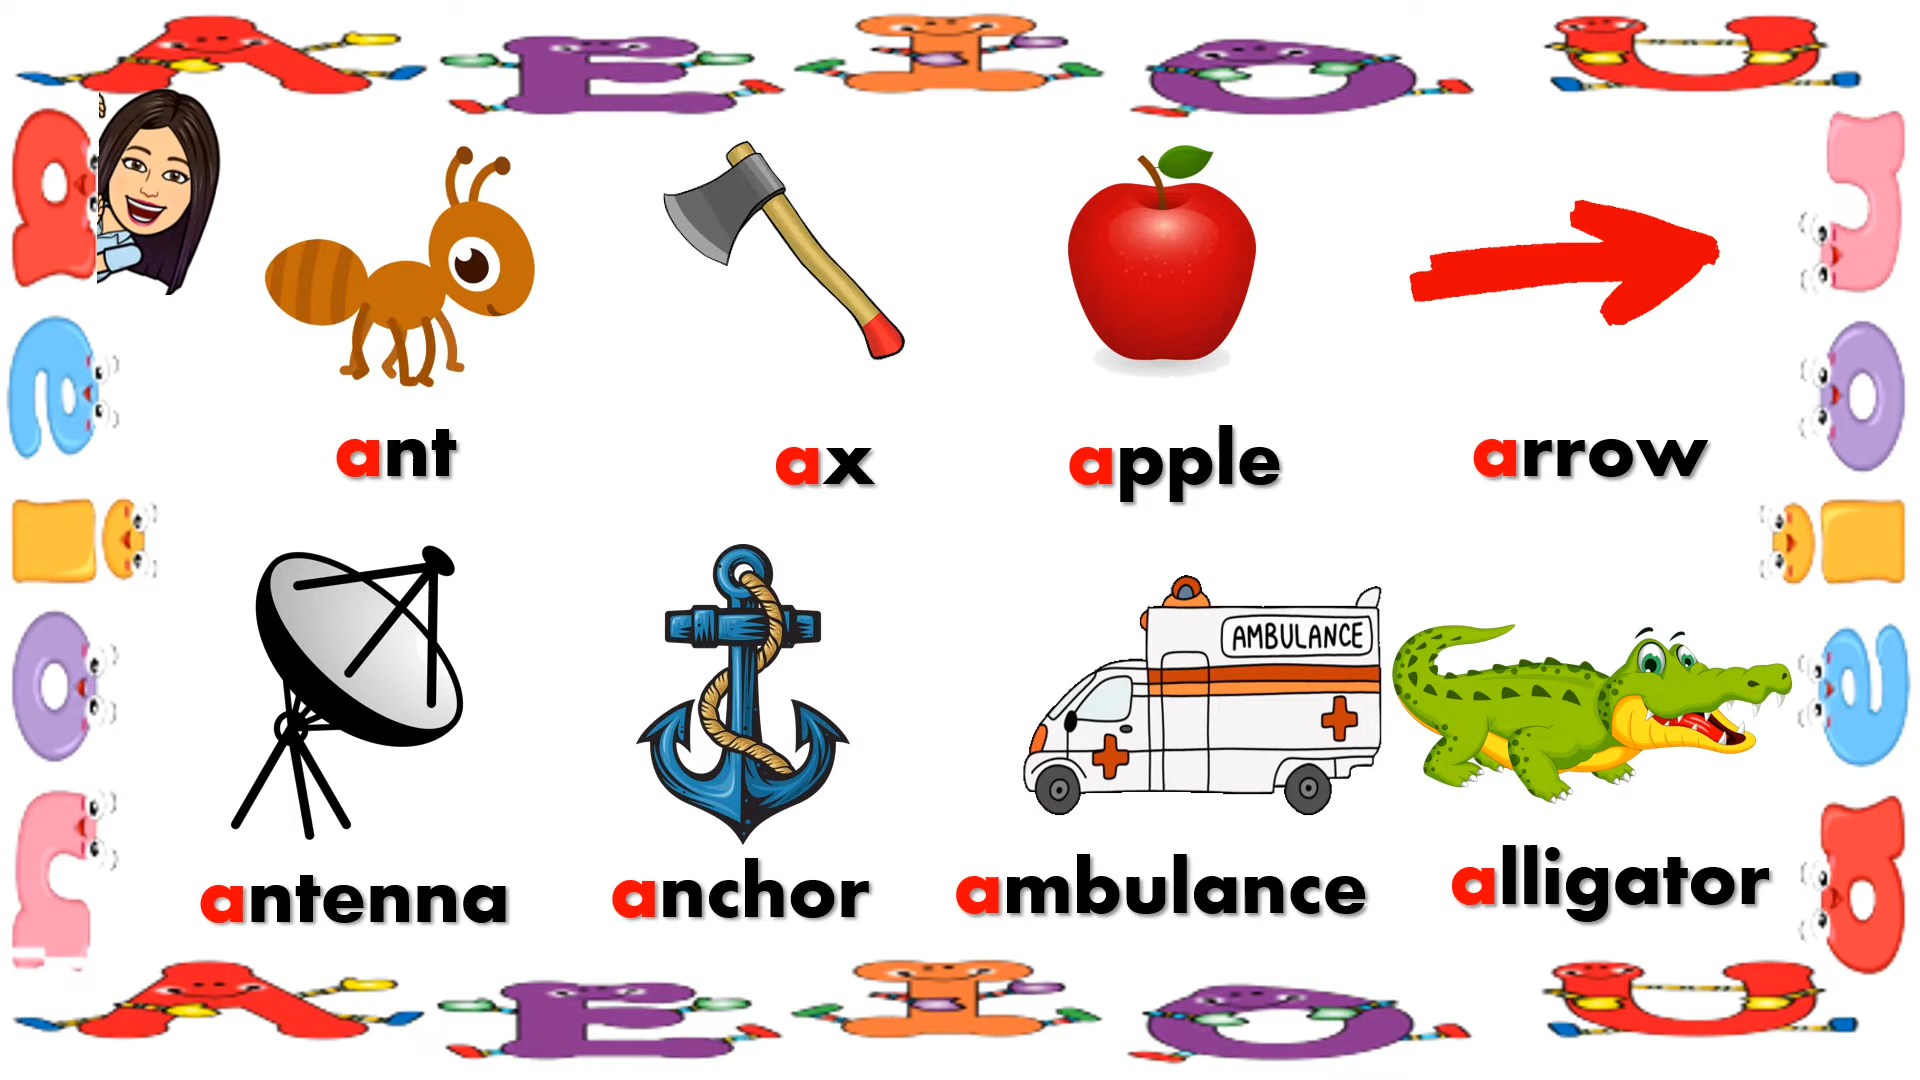 A E I O U
ant
ax
apple
arrow
AMBULANCE
antenna
anchor
ambulance
alligator
A E I O U
a
e
i
o
u
u
o
i
e
a